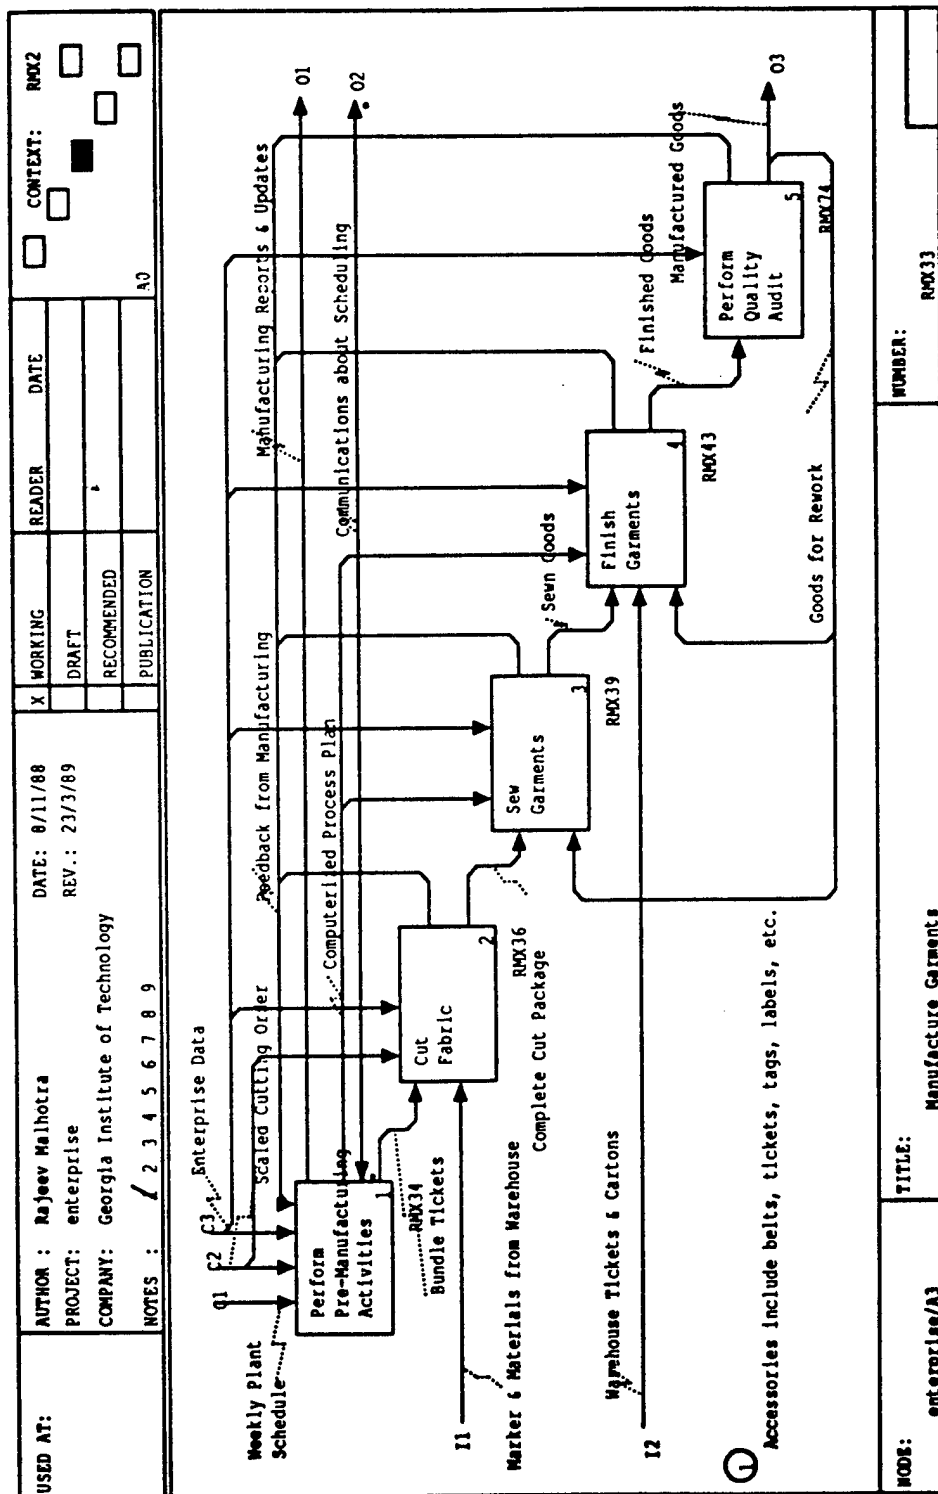 USED AT:
AUTHOR : Rajeev Malhotra
PROJECT: enterprise
COMPANY: Georgia Institute of Technology
NOTES : 1 2 3 4 5 6 7 8 9
DATE: 8/11/88
REV.: 23/3/89
X WORKING
DRAFT
RECOMMENDED
PUBLICATION
READER DATE
CONTEXT: RMX2
A0
C1
C2
C3
Enterprise Data
Weekly Plant
Schedule
Scaled Cutting Order
Feedback from Manufacturing
Computerized Process Plan
Manufacturing Reports & Updates
Communications about Scheduling
O1
O2
Perform
Pre-Manufacturing
Activities
1
RMX34
Bundle Tickets
Cut
Fabric
2
RMX36
Complete Cut Package
Sew
Garments
3
RMX39
Sewn Goods
Finish
Garments
4
RMX43
Finished Goods
Perform
Quality
Audit
5
RMX74
Manufactured Goods
O3
Goods for Rework
I1
Marker & Materials from Warehouse
I2
Warehouse Tickets & Cartons
1 Accessories include belts, tickets, tags, labels, etc.
NODE:
enterprise/A3
TITLE:
Manufacture Garments
NUMBER:
RMX33